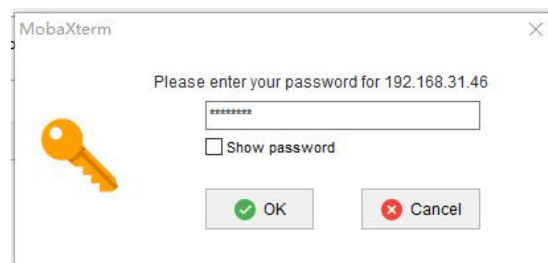 MobaXterm
Please enter your password for 192.168.31.46
********
Show password
OK
Cancel